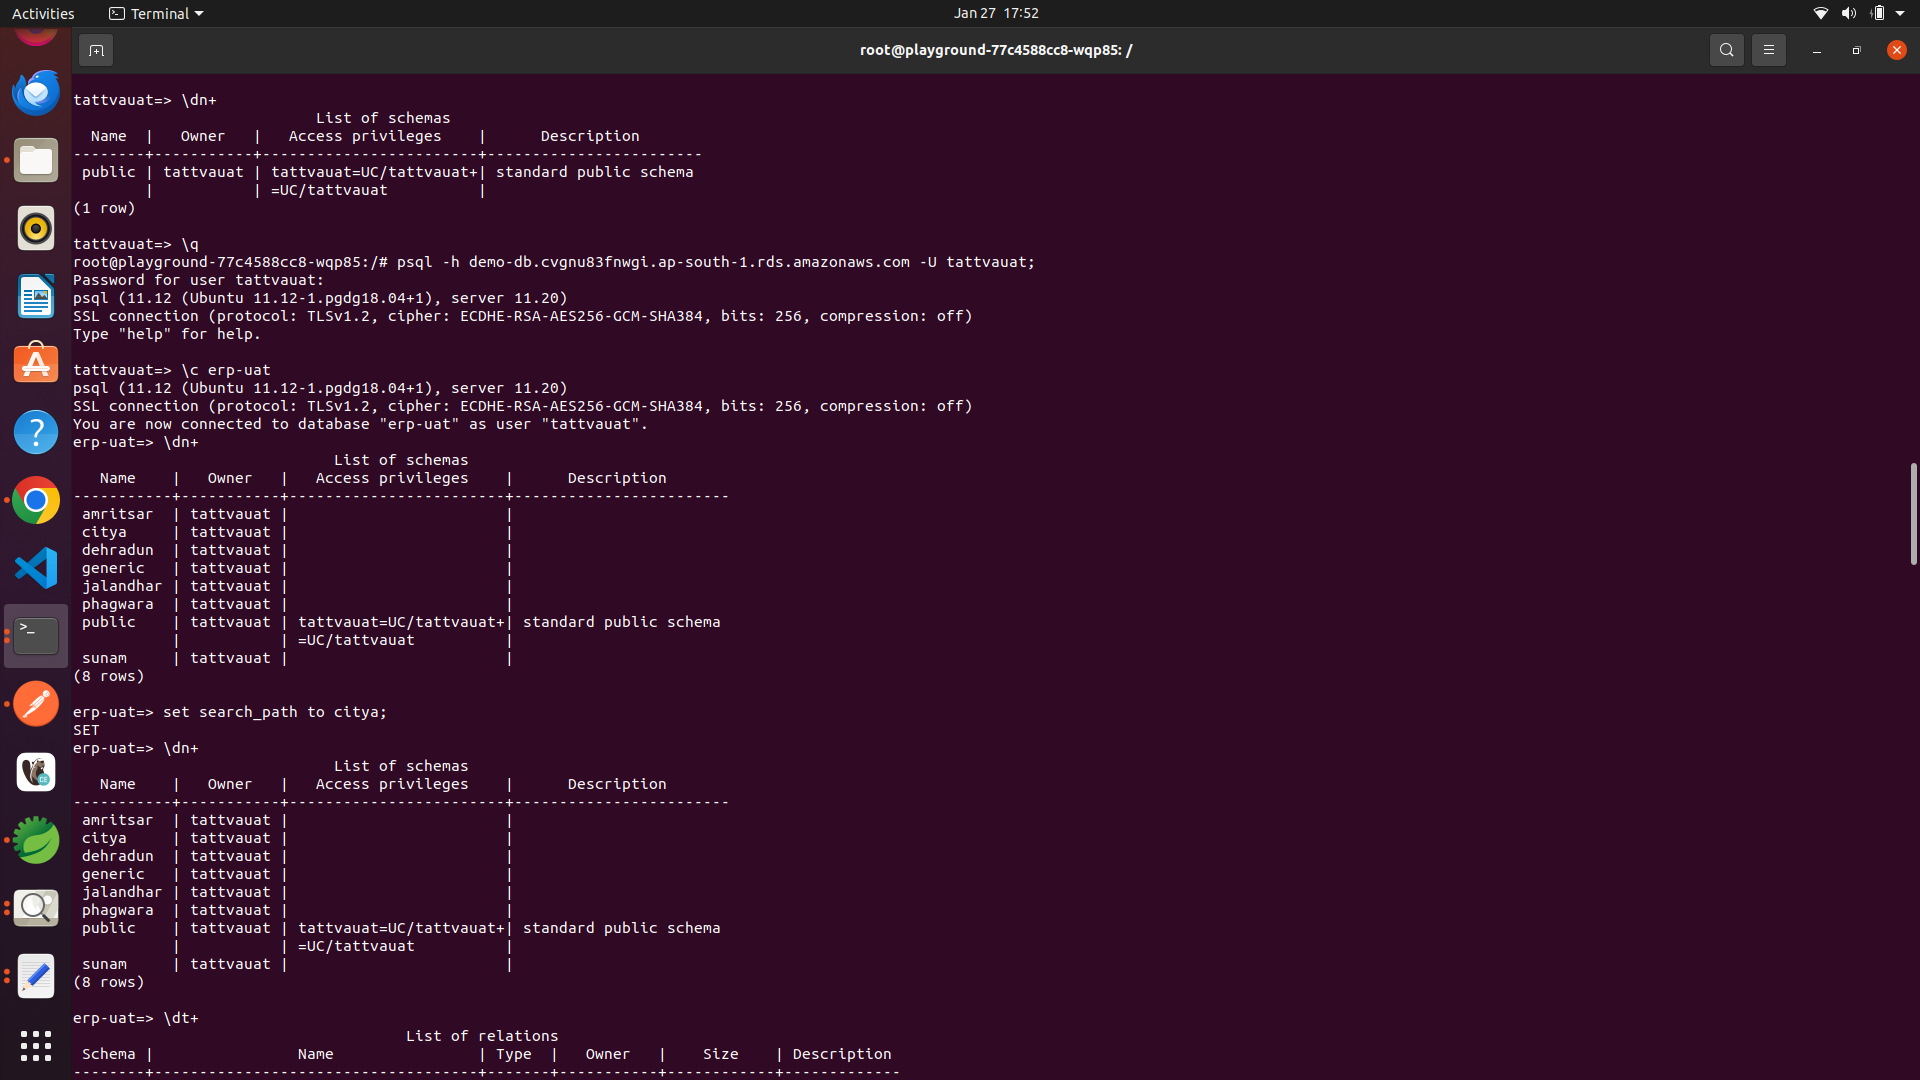 Activities
Terminal
Jan 27 17:52
root@playground-77c4588cc8-wqp85: /
tattvauat=> \dn+
                           List of schemas
  Name  |   Owner   |   Access privileges    |      Description
--------+-----------+------------------------+------------------------
 public | tattvauat | tattvauat=UC/tattvauat+| standard public schema
        |           | =UC/tattvauat          |
(1 row)
tattvauat=> \q
root@playground-77c4588cc8-wqp85:/# psql -h demo-db.cvgnu83fnwgi.ap-south-1.rds.amazonaws.com -U tattvauat;
Password for user tattvauat:
psql (11.12 (Ubuntu 11.12-1.pgdg18.04+1), server 11.20)
SSL connection (protocol: TLSv1.2, cipher: ECDHE-RSA-AES256-GCM-SHA384, bits: 256, compression: off)
Type "help" for help.
tattvauat=> \c erp-uat
psql (11.12 (Ubuntu 11.12-1.pgdg18.04+1), server 11.20)
SSL connection (protocol: TLSv1.2, cipher: ECDHE-RSA-AES256-GCM-SHA384, bits: 256, compression: off)
You are now connected to database "erp-uat" as user "tattvauat".
erp-uat=> \dn+
                             List of schemas
   Name    |   Owner   |   Access privileges    |      Description
-----------+-----------+------------------------+------------------------
 amritsar  | tattvauat |                        |
 citya     | tattvauat |                        |
 dehradun  | tattvauat |                        |
 generic   | tattvauat |                        |
 jalandhar | tattvauat |                        |
 phagwara  | tattvauat |                        |
 public    | tattvauat | tattvauat=UC/tattvauat+| standard public schema
           |           | =UC/tattvauat          |
 sunam     | tattvauat |                        |
(8 rows)
erp-uat=> set search_path to citya;
SET
erp-uat=> \dn+
                             List of schemas
   Name    |   Owner   |   Access privileges    |      Description
-----------+-----------+------------------------+------------------------
 amritsar  | tattvauat |                        |
 citya     | tattvauat |                        |
 dehradun  | tattvauat |                        |
 generic   | tattvauat |                        |
 jalandhar | tattvauat |                        |
 phagwara  | tattvauat |                        |
 public    | tattvauat | tattvauat=UC/tattvauat+| standard public schema
           |           | =UC/tattvauat          |
 sunam     | tattvauat |                        |
(8 rows)
erp-uat=> \dt+
                                     List of relations
 Schema |                Name                | Type  |   Owner   |    Size    | Description
--------+------------------------------------+-------+-----------+------------+-------------